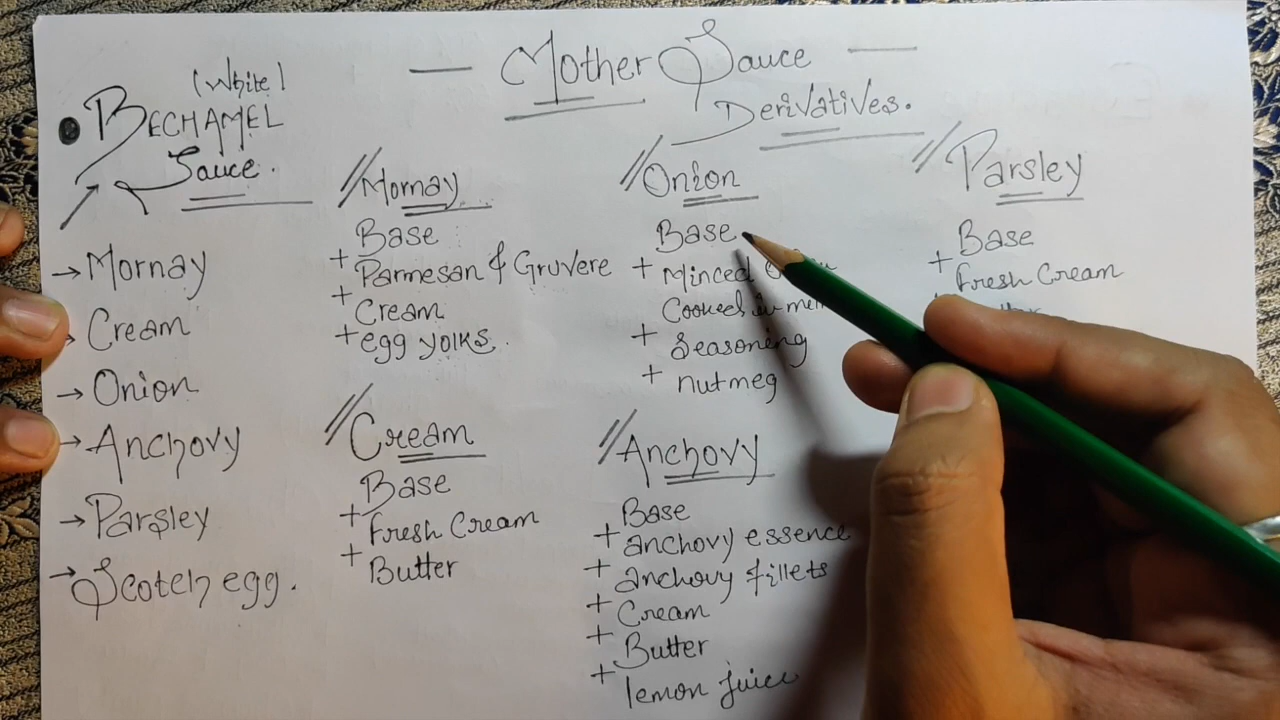 Mother Sauce
Derivatives.
(White)
BECHAMEL
Sauce.
→ Mornay
→ Cream
→ Onion
→ Anchovy
→ Parsley
→ Scotch egg.
// Mornay
Base
+ Parmesan & Gruvere
+ Cream
+ egg yolks.
// Cream
Base
+ Fresh Cream
+ Butter
// Onion
Base
+ Minced
Cooked in
+ Seasoning
+ nutmeg
// Anchovy
Base
+ anchovy essence
+ anchovy fillets
+ Cream
+ Butter
+ lemon juice
// Parsley
Base
+ Fresh Cream